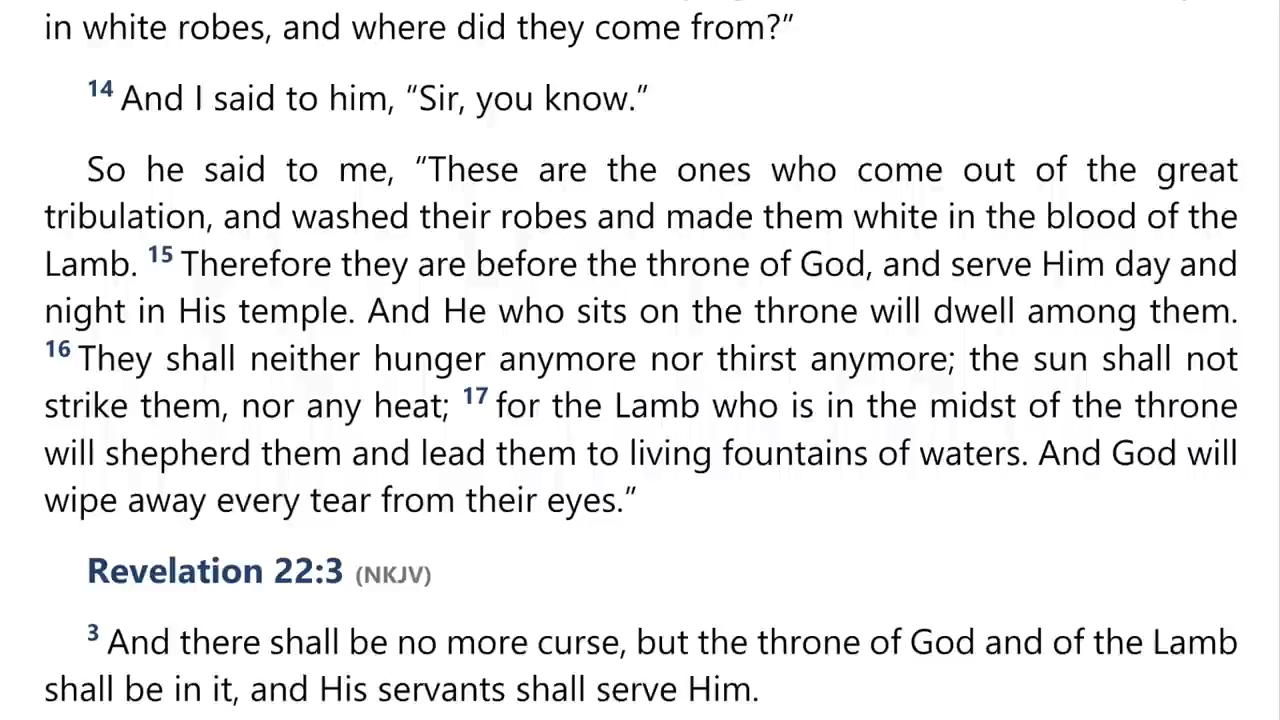 in white robes, and where did they come from?”
14 And I said to him, “Sir, you know.”
So he said to me, “These are the ones who come out of the great
tribulation, and washed their robes and made them white in the blood of the
Lamb. 15 Therefore they are before the throne of God, and serve Him day and
night in His temple. And He who sits on the throne will dwell among them.
16 They shall neither hunger anymore nor thirst anymore; the sun shall not
strike them, nor any heat; 17 for the Lamb who is in the midst of the throne
will shepherd them and lead them to living fountains of waters. And God will
wipe away every tear from their eyes.”
Revelation 22:3 (NKJV)
3 And there shall be no more curse, but the throne of God and of the Lamb
shall be in it, and His servants shall serve Him.